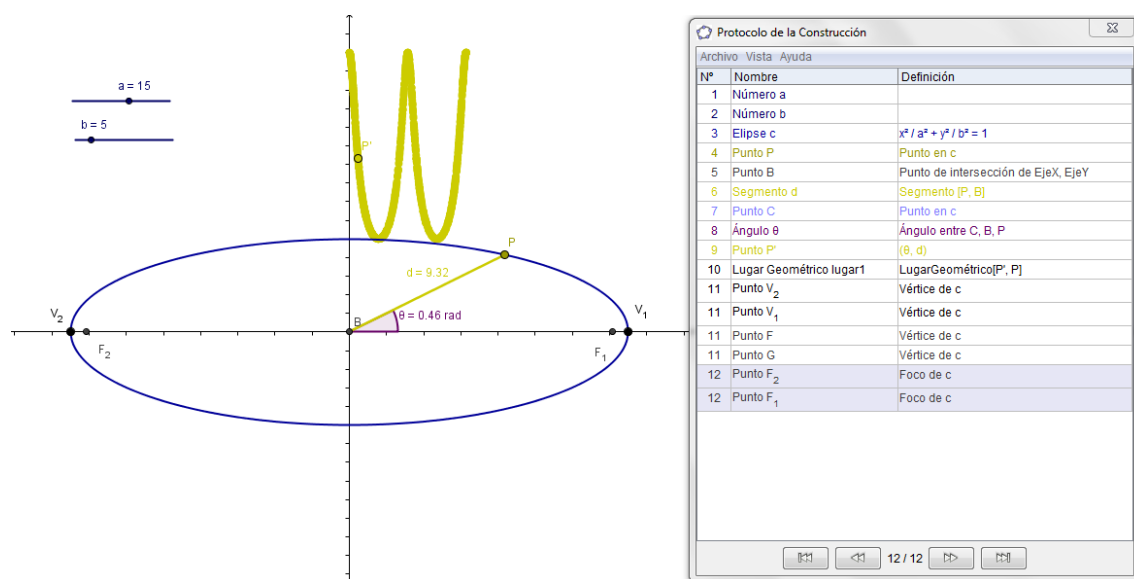 a = 15
b = 5
P'
P
d = 9.32
θ = 0.46 rad
B
V2
V1
F2
F1
Protocolo de la Construcción
Archivo Vista Ayuda
Nº Nombre Definición
1 Número a
2 Número b
3 Elipse c x² / a² + y² / b² = 1
4 Punto P Punto en c
5 Punto B Punto de intersección de EjeX, EjeY
6 Segmento d Segmento [P, B]
7 Punto C Punto en c
8 Ángulo θ Ángulo entre C, B, P
9 Punto P' (θ, d)
10 Lugar Geométrico lugar1 LugarGeométrico[P', P]
11 Punto V2 Vértice de c
11 Punto V1 Vértice de c
11 Punto F Vértice de c
11 Punto G Vértice de c
12 Punto F2 Foco de c
12 Punto F1 Foco de c
12 / 12